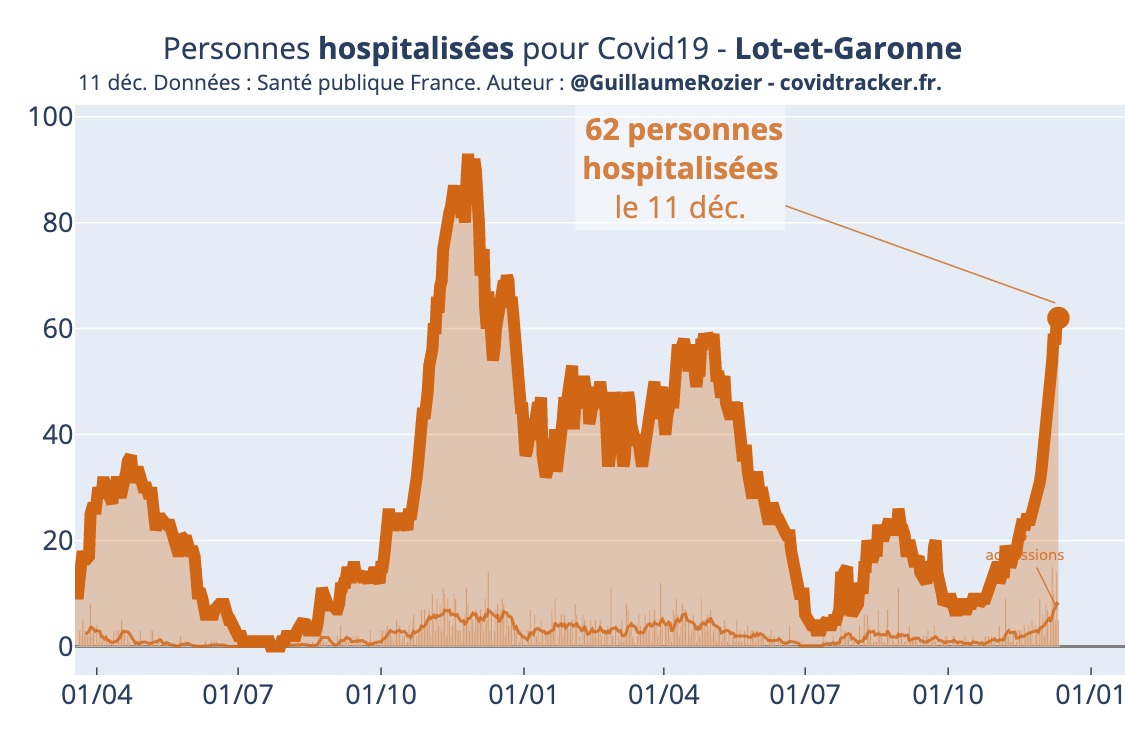 Personnes hospitalisées pour Covid19 - Lot-et-Garonne
11 déc. Données : Santé publique France. Auteur : @GuillaumeRozier - covidtracker.fr.
100
62 personnes
hospitalisées
le 11 déc.
80
60
40
20
admissions
0
01/04 01/07 01/10 01/01 01/04 01/07 01/10 01/01